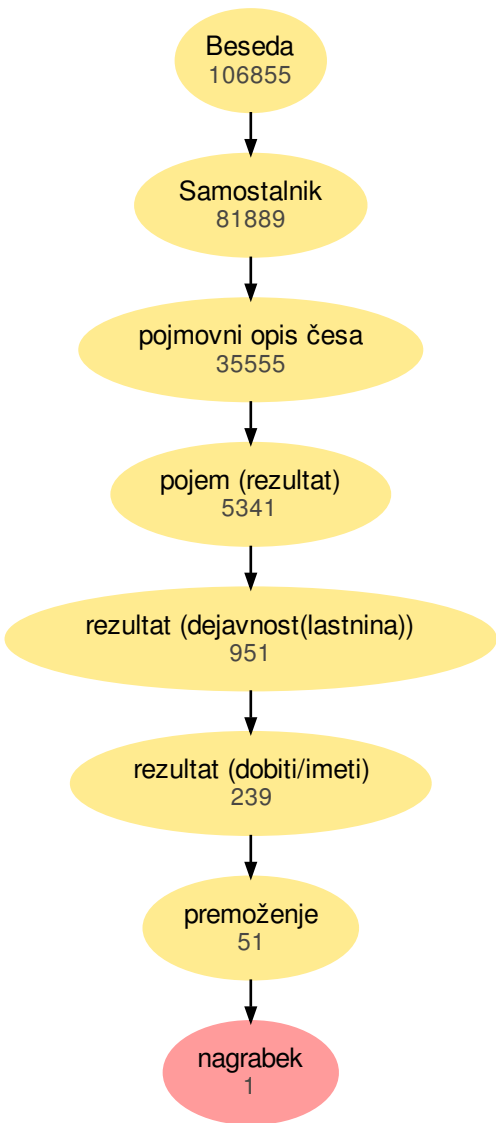 Beseda
106855
Samostalnik
81889
pojmovni opis česa
35555
pojem (rezultat)
5341
rezultat (dejavnost(lastnina))
951
rezultat (dobiti/imeti)
239
premoženje
51
nagrabek
1